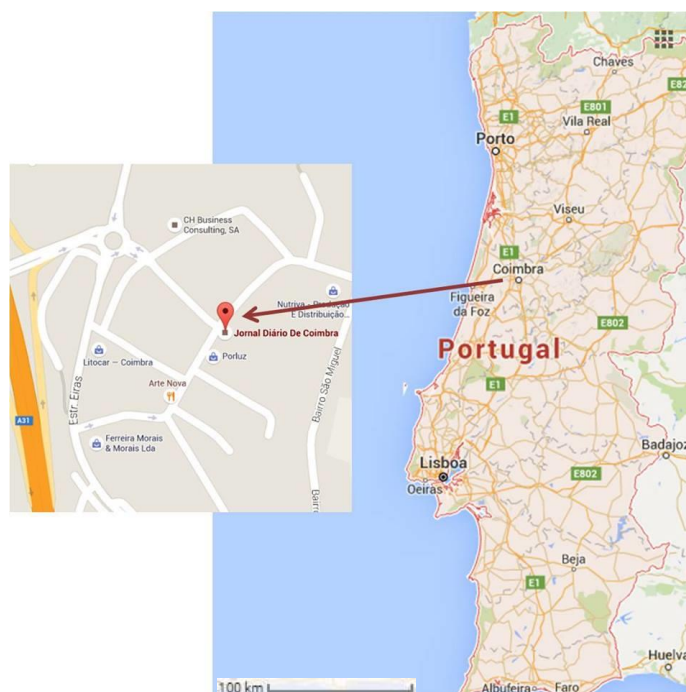 Chaves
E82
E801
E1
Vila Real
Porto
Viseu
E1
Coimbra
Figueira
da Foz
E802
Portugal
E1
Badajoz
Lisboa
Oeiras
E802
Beja
E1
Huelva
Albufeira
Faro
100 km
CH Business
Consulting, SA
Nutriva - Produção
E Distribuição...
Jornal Diário De Coimbra
Porluz
Litocar – Coimbra
Arte Nova
Estr. Eiras
Bairro São Miguel
A31
Ferreira Morais
& Morais Lda
Bairro